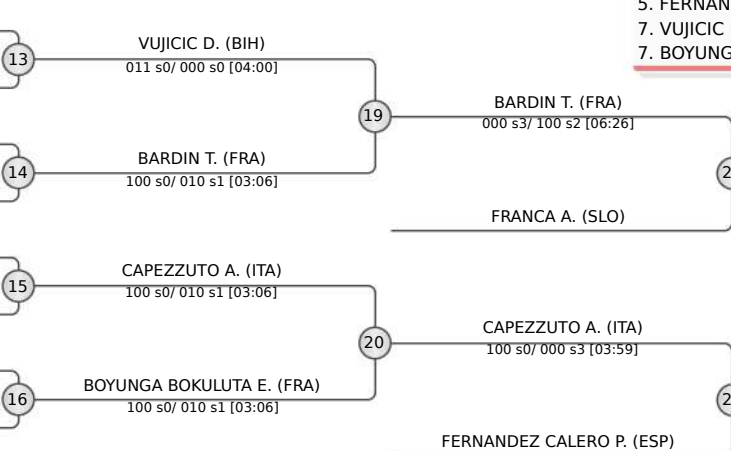 5. FERNAN
7. VUJICIC
7. BOYUNG
13
VUJICIC D. (BIH)
011 s0/ 000 s0 [04:00]
19
BARDIN T. (FRA)
000 s3/ 100 s2 [06:26]
14
BARDIN T. (FRA)
100 s0/ 010 s1 [03:06]
2
FRANCA A. (SLO)
15
CAPEZZUTO A. (ITA)
100 s0/ 010 s1 [03:06]
20
CAPEZZUTO A. (ITA)
100 s0/ 000 s3 [03:59]
16
BOYUNGA BOKULUTA E. (FRA)
100 s0/ 010 s1 [03:06]
2
FERNANDEZ CALERO P. (ESP)